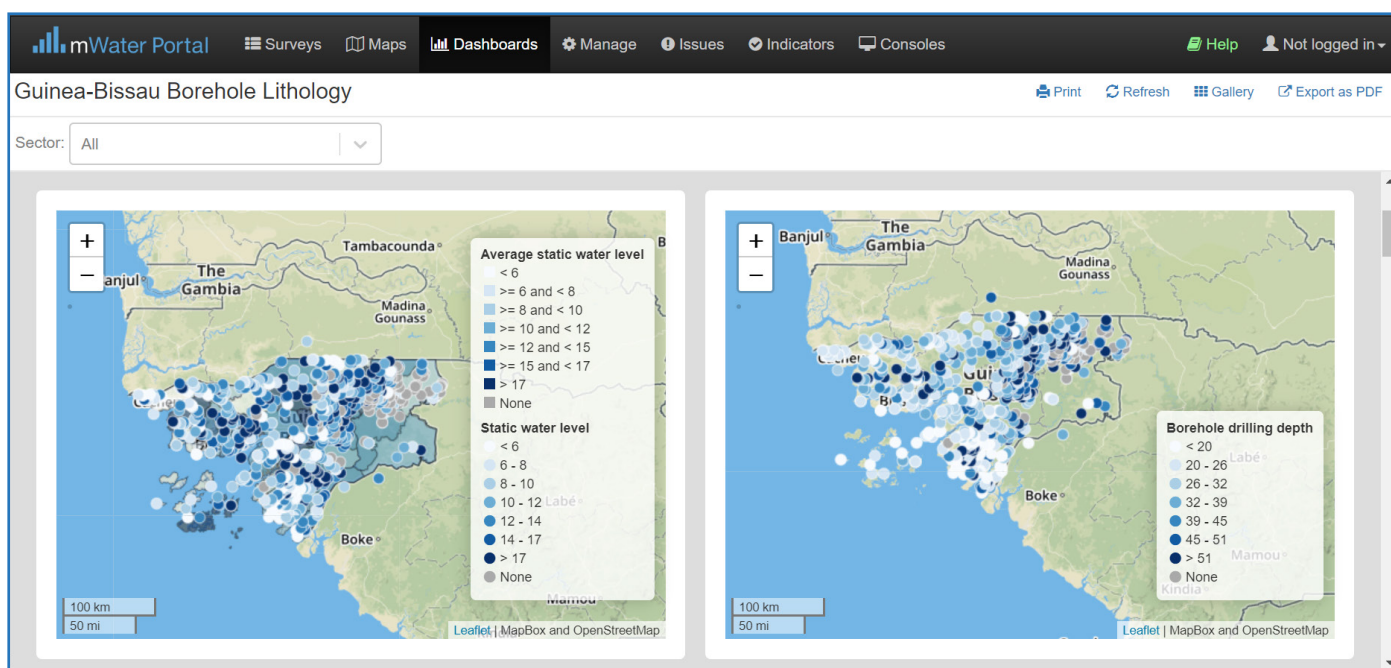 mWater Portal Surveys Maps Dashboards Manage Issues Indicators Consoles Help Not logged in
Guinea-Bissau Borehole Lithology Print Refresh Gallery Export as PDF
Sector: All
+
−
anjul
The
Gambia
Tambacounda
Madina
Gounass
Boke
Labé
Mamou
Average static water level
< 6
>= 6 and < 8
>= 8 and < 10
>= 10 and < 12
>= 12 and < 15
>= 15 and < 17
> 17
None
Static water level
< 6
6 - 8
8 - 10
10 - 12
12 - 14
14 - 17
> 17
None
100 km
50 mi
Leaflet | MapBox and OpenStreetMap
+
−
Banjul
The
Gambia
Madina
Gounass
Boke
Labé
Mamou
Kindia
Borehole drilling depth
< 20
20 - 26
26 - 32
32 - 39
39 - 45
45 - 51
> 51
None
100 km
50 mi
Leaflet | MapBox and OpenStreetMap